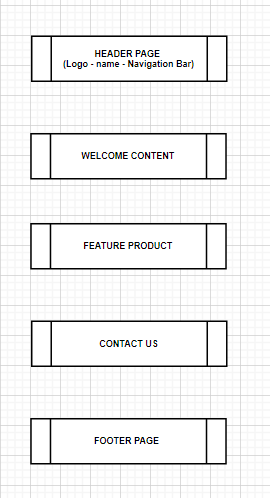 HEADER PAGE
(Logo - name - Navigation Bar)
WELCOME CONTENT
FEATURE PRODUCT
CONTACT US
FOOTER PAGE